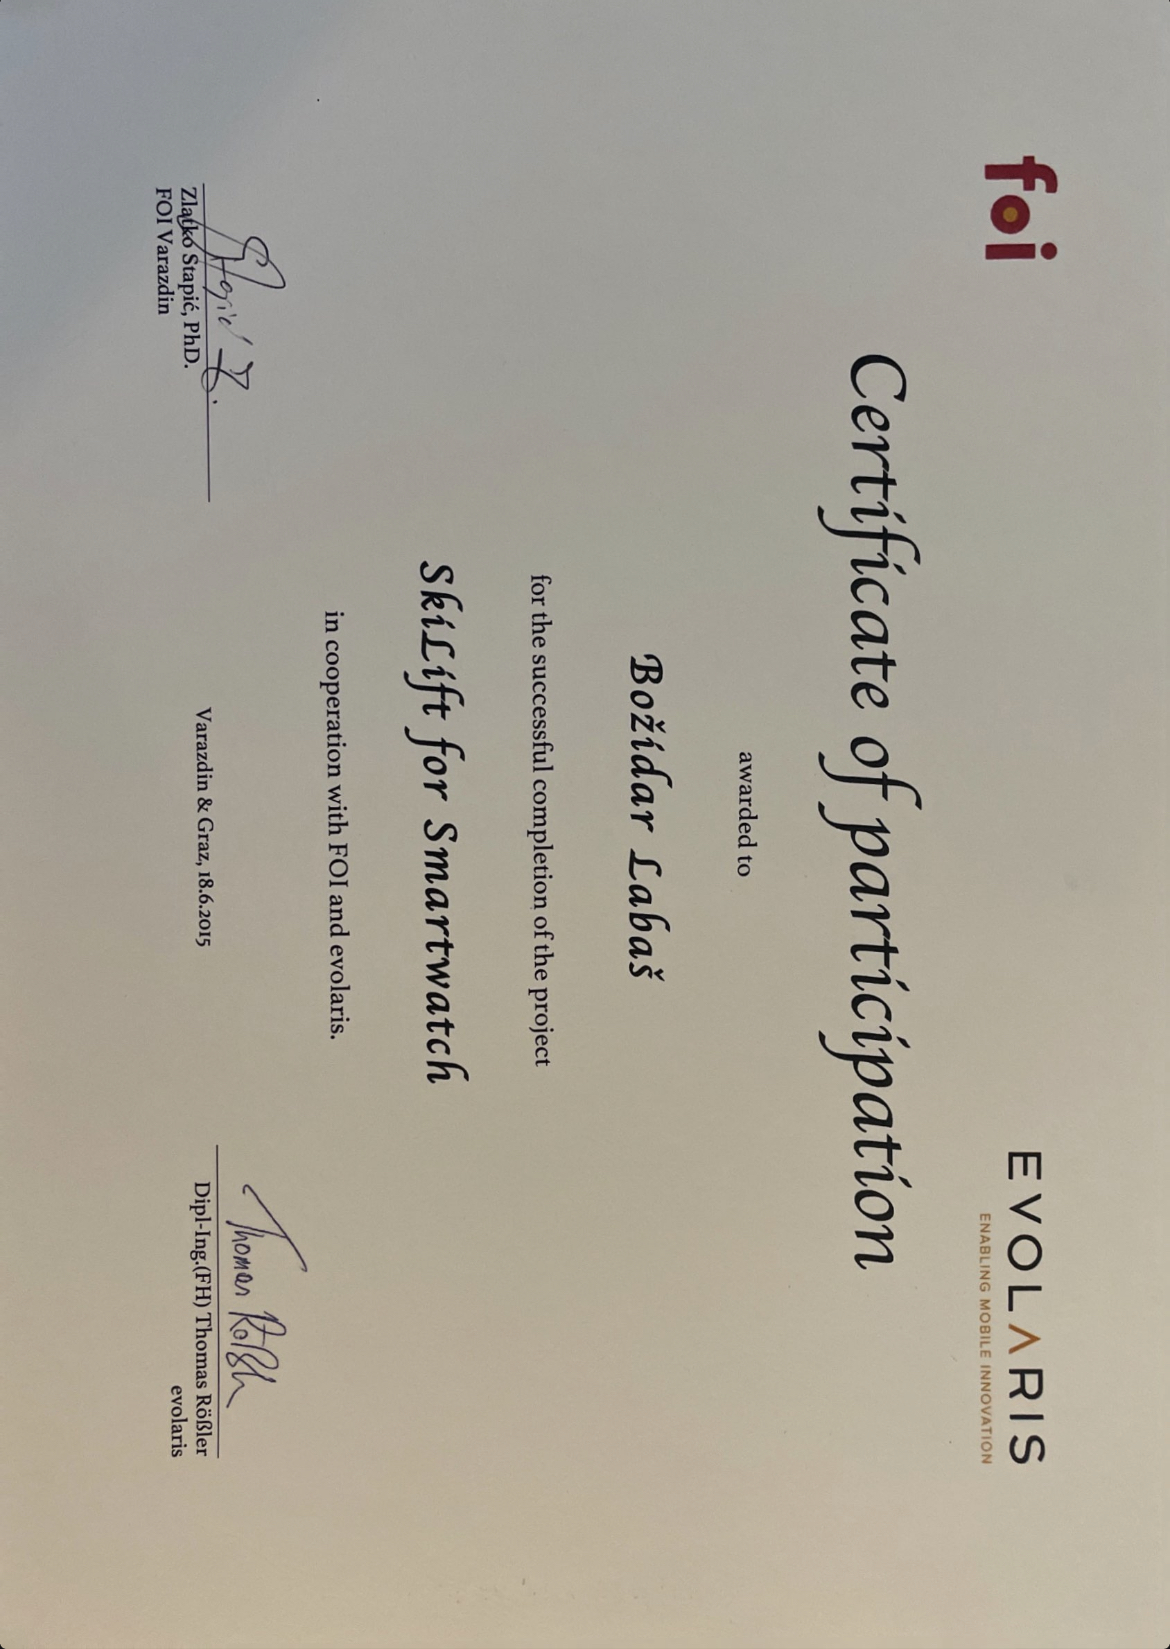 foi
EVOLARIS
ENABLING MOBILE INNOVATION
Certificate of participation
awarded to
Božidar Labaš
for the successful completion of the project
SkiLift for Smartwatch
in cooperation with FOI and evolaris.
Stapić Z.
Zlatko Stapić, PhD.
FOI Varazdin
Varazdin & Graz, 18.6.2015
Thomas Rößler
Dipl-Ing.(FH) Thomas Rößler
evolaris